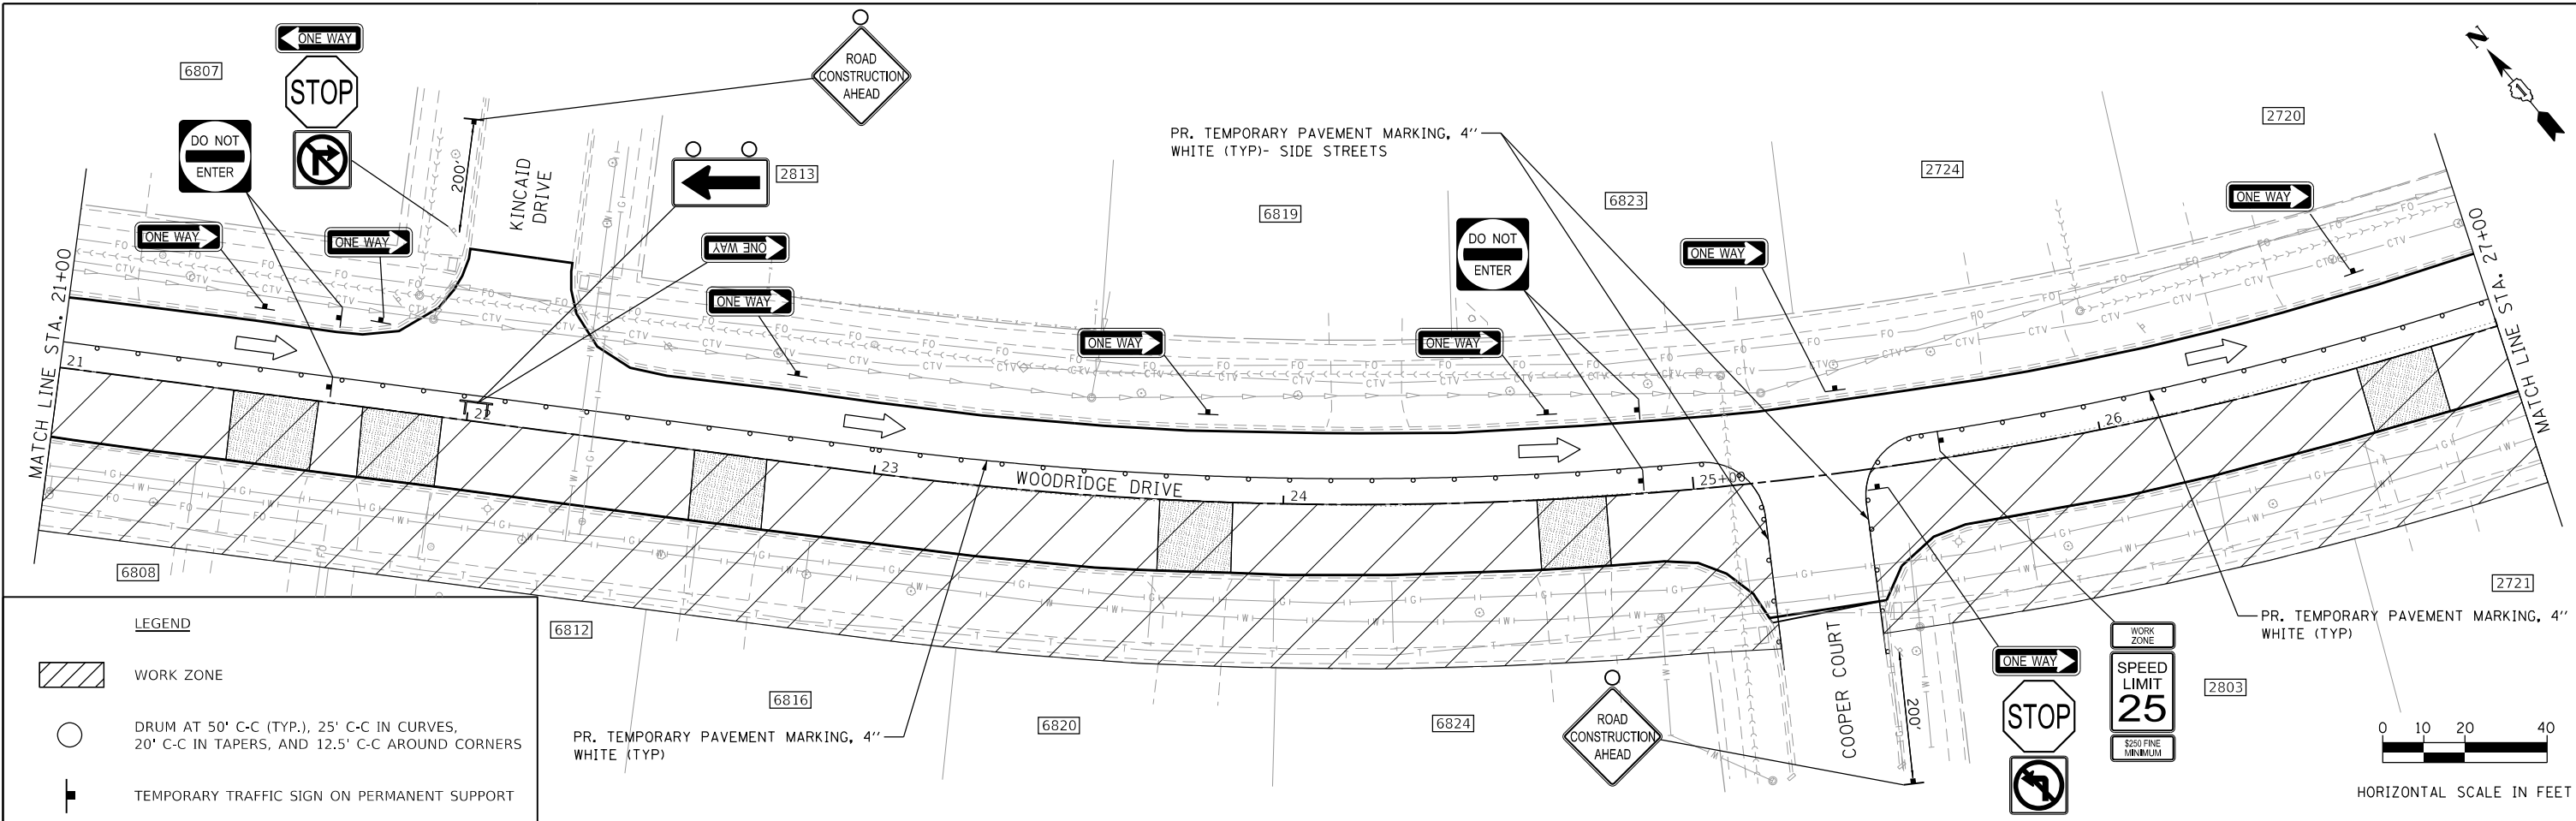 ONE WAY
STOP
6807
DO NOT
ENTER
ONE WAY
ONE WAY
200'
KINCAID
DRIVE
ROAD
CONSTRUCTION
AHEAD
2813
ONE WAY
ONE WAY
PR. TEMPORARY PAVEMENT MARKING, 4"
WHITE (TYP)- SIDE STREETS
6819
6823
2724
2720
N
1
DO NOT
ENTER
ONE WAY
ONE WAY
ONE WAY
ONE WAY
MATCH LINE STA. 21+00
MATCH LINE STA. 27+00
21
22
23
24
25+00
26
WOODRIDGE DRIVE
FO
CTV
G
W
T
6808
6812
6816
6820
6824
2803
2721
PR. TEMPORARY PAVEMENT MARKING, 4"
WHITE (TYP)
PR. TEMPORARY PAVEMENT MARKING, 4"
WHITE (TYP)
ROAD
CONSTRUCTION
AHEAD
COOPER COURT
200'
ONE WAY
STOP
WORK
ZONE
SPEED
LIMIT
25
$250 FINE
MINIMUM
0 10 20 40
HORIZONTAL SCALE IN FEET
LEGEND
WORK ZONE
DRUM AT 50' C-C (TYP.), 25' C-C IN CURVES,
20' C-C IN TAPERS, AND 12.5' C-C AROUND CORNERS
TEMPORARY TRAFFIC SIGN ON PERMANENT SUPPORT